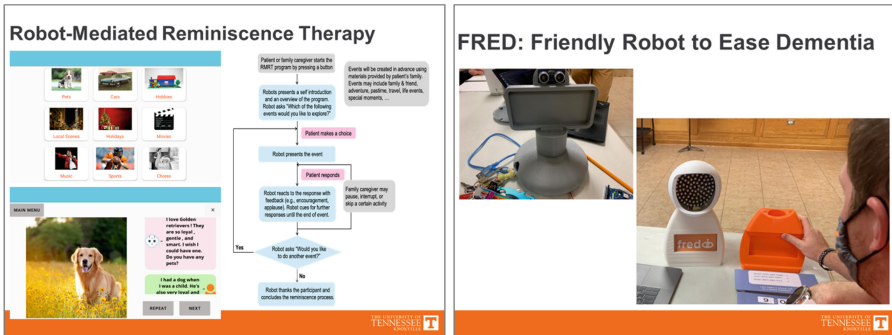 Robot-Mediated Reminiscence Therapy
Pets
Cars
Hobbies
Local Scenes
Holidays
Movies
Music
Sports
Chores
MAIN MENU
×
I love Golden
retrievers ! They
are so loyal ,
gentle , and
smart. I wish I
could have one.
Do you have any
pets?
I had a dog when
I was a child. He's
also very loyal and
REPEAT
NEXT
Patient or family caregiver starts the
RMRT program by pressing a button
Events will be created in advance using
materials provided by patient's family.
Events may include family & friend,
adventure, pastime, travel, life events,
special moments, …
Robots presents a self introduction
and an overview of the program.
Robot asks "Which of the following
events would you like to explore?"
Patient makes a choice
Robot presents the event
Patient responds
Robot reacts to the response with
feedback (e.g., encouragement,
applause). Robot cues for further
responses until the end of event.
Family caregiver may
pause, interrupt, or
skip a certain activity
Yes
Robot asks "Would you like
to do another event?"
No
Robot thanks the participant and
concludes the reminiscence process.
THE UNIVERSITY OF
TENNESSEE
KNOXVILLE
T
FRED: Friendly Robot to Ease Dementia
fred
THE UNIVERSITY OF
TENNESSEE
KNOXVILLE
T